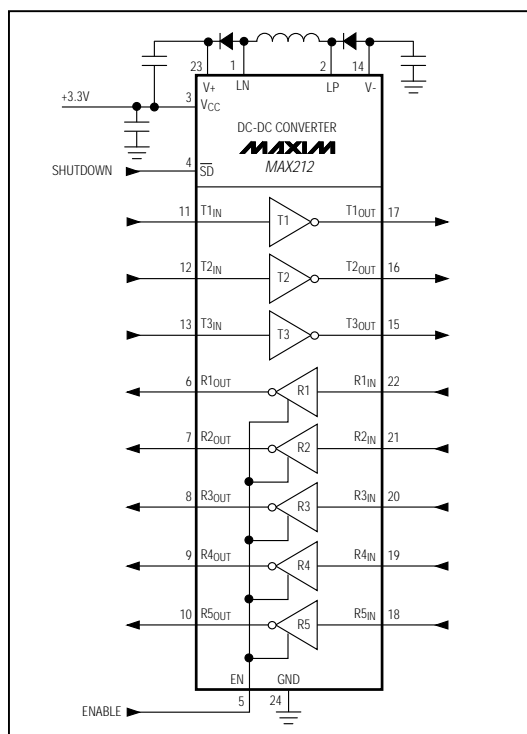 23 1 2 14
V+ LN LP V-
+3.3V 3 VCC
DC-DC CONVERTER
MAXIM
MAX212
SHUTDOWN 4 SD
11 T1IN T1 T1OUT 17
12 T2IN T2 T2OUT 16
13 T3IN T3 T3OUT 15
6 R1OUT R1 R1IN 22
7 R2OUT R2 R2IN 21
8 R3OUT R3 R3IN 20
9 R4OUT R4 R4IN 19
10 R5OUT R5 R5IN 18
EN GND
ENABLE 5 24